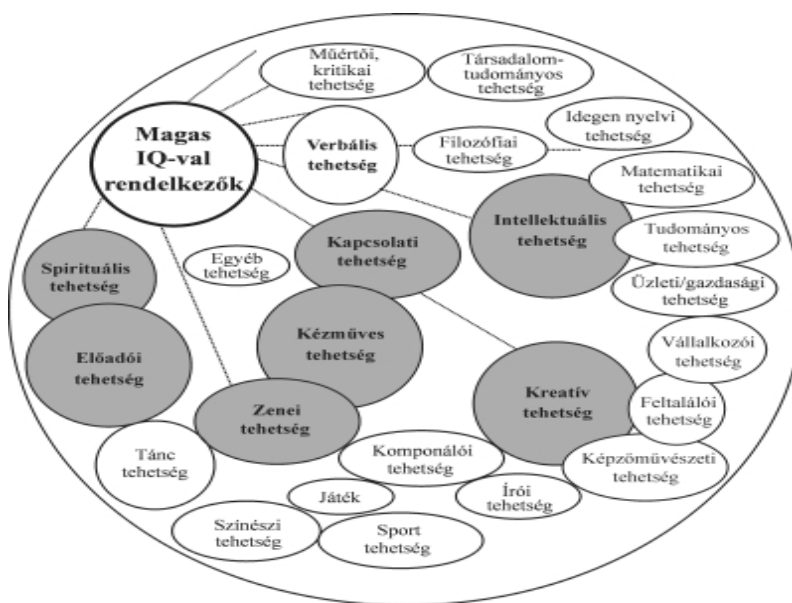 Műértői,
kritikai
tehetség
Társadalom-
tudományos
tehetség
Magas
IQ-val
rendelkezők
Verbális
tehetség
Filozófiai
tehetség
Idegen nyelvi
tehetség
Matematikai
tehetség
Intellektuális
tehetség
Tudományos
tehetség
Kapcsolati
tehetség
Egyéb
tehetség
Spirituális
tehetség
Üzleti/gazdasági
tehetség
Kézműves
tehetség
Vállalkozói
tehetség
Előadói
tehetség
Kreatív
tehetség
Feltalálói
tehetség
Zenei
tehetség
Tánc
tehetség
Komponálói
tehetség
Képzőművészeti
tehetség
Játék
Írói
tehetség
Színészi
tehetség
Sport
tehetség